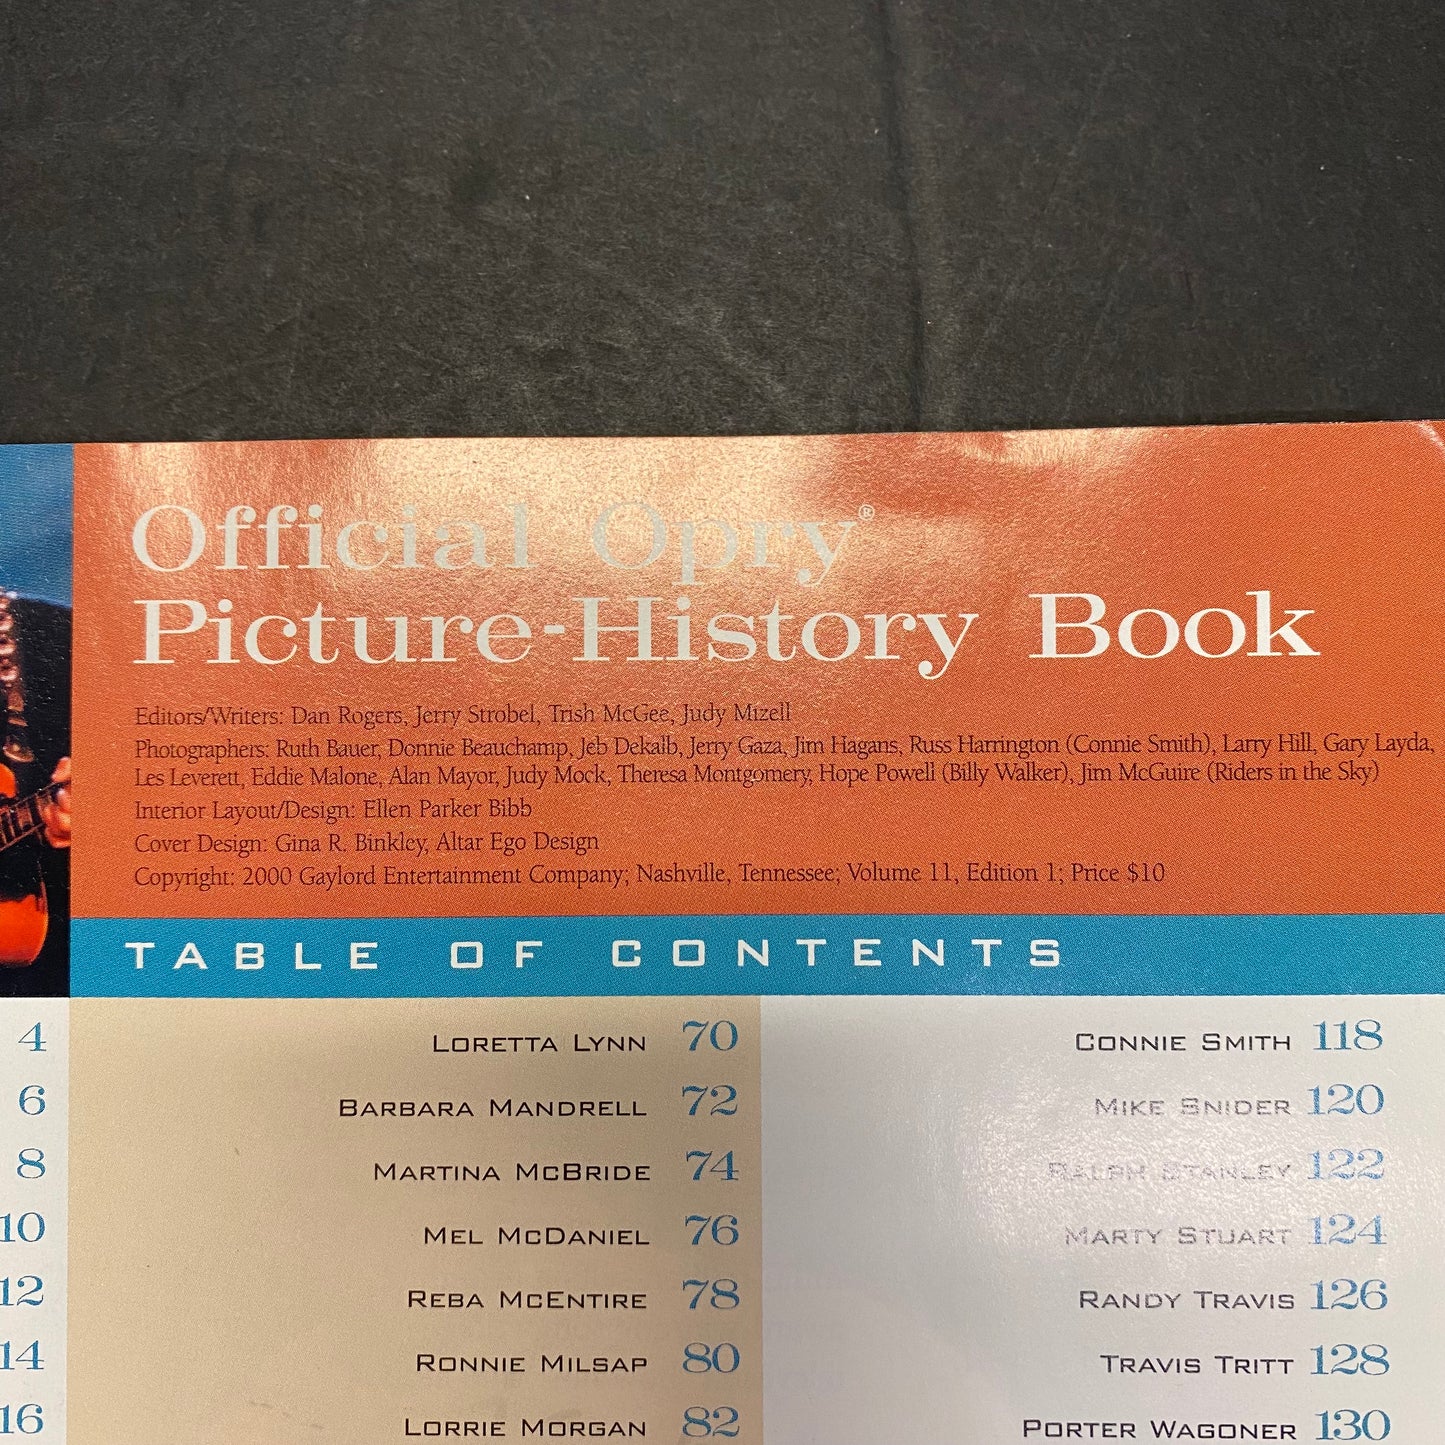 Official Opry®
Picture-History Book
Editors/Writers: Dan Rogers, Jerry Strobel, Trish McGee, Judy Mizell
Photographers: Ruth Bauer, Donnie Beauchamp, Jeb Dekalb, Jerry Gaza, Jim Hagans, Russ Harrington (Connie Smith), Larry Hill, Gary Layda,
Les Leverett, Eddie Malone, Alan Mayor, Judy Mock, Theresa Montgomery, Hope Powell (Billy Walker), Jim McGuire (Riders in the Sky)
Interior Layout/Design: Ellen Parker Bibb
Cover Design: Gina R. Binkley, Altar Ego Design
Copyright: 2000 Gaylord Entertainment Company; Nashville, Tennessee; Volume 11, Edition 1; Price $10
TABLE OF CONTENTS
4
6
8
10
12
14
16
LORETTA LYNN 70
BARBARA MANDRELL 72
MARTINA MCBRIDE 74
MEL MCDANIEL 76
REBA MCENTIRE 78
RONNIE MILSAP 80
LORRIE MORGAN 82
CONNIE SMITH 118
MIKE SNIDER 120
RALPH STANLEY 122
MARTY STUART 124
RANDY TRAVIS 126
TRAVIS TRITT 128
PORTER WAGONER 130